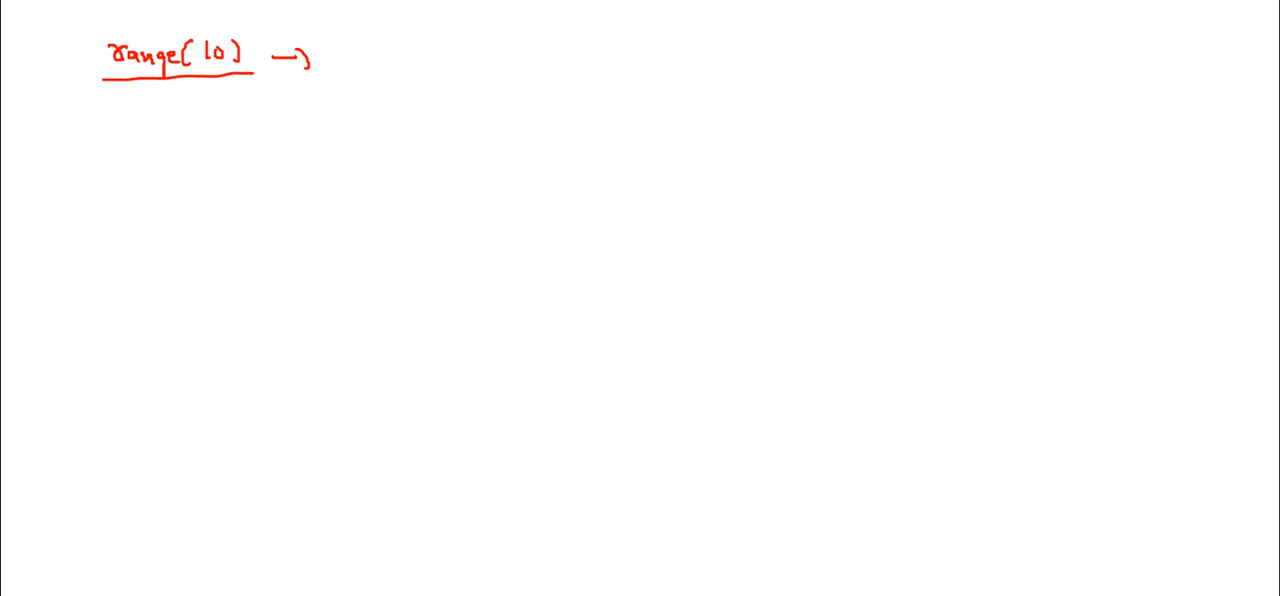 range(10) →